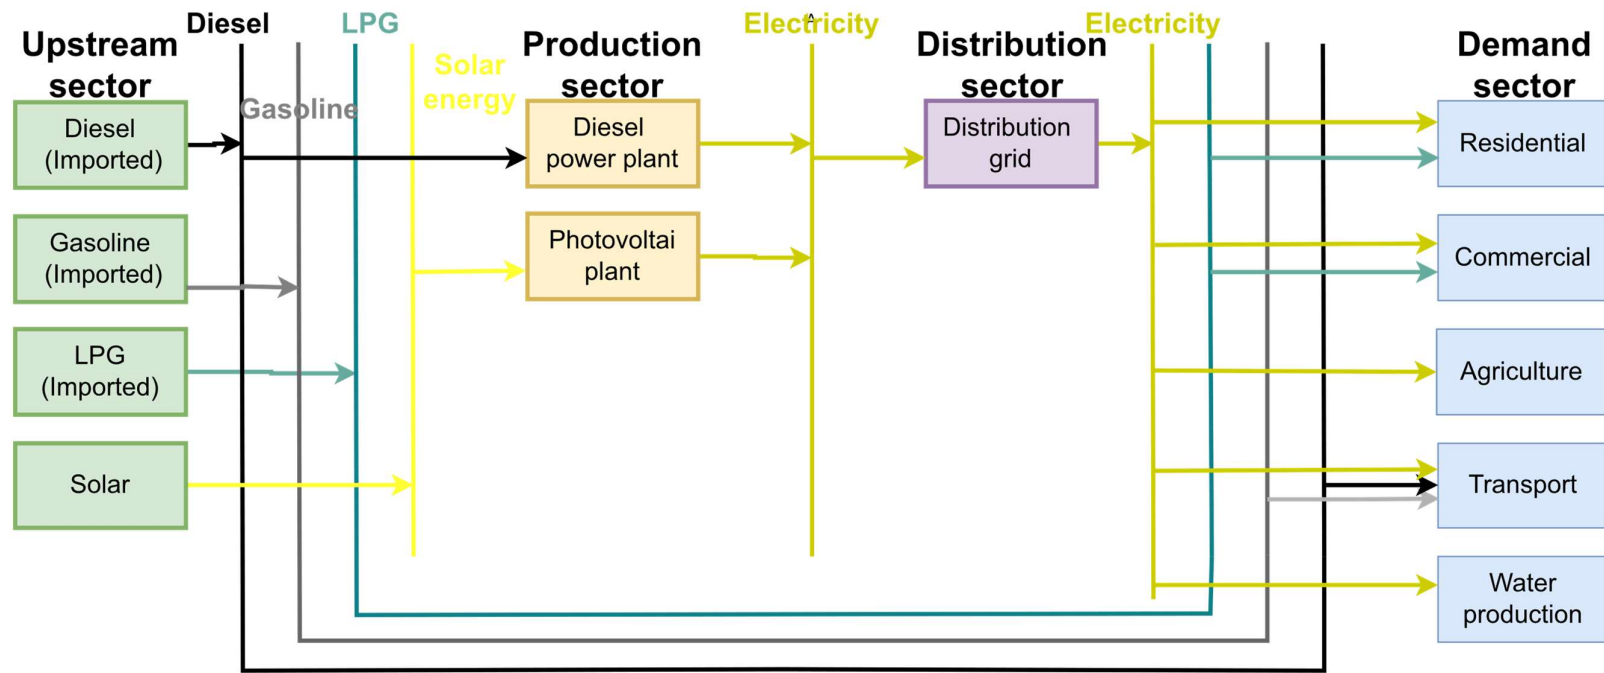 Diesel
LPG
Electricity
Electricity
Upstream
sector
Production
sector
Distribution
sector
Demand
sector
Solar
energy
Gasoline
Diesel
(Imported)
Gasoline
(Imported)
LPG
(Imported)
Solar
Diesel
power plant
Photovoltai
plant
Distribution
grid
Residential
Commercial
Agriculture
Transport
Water
production